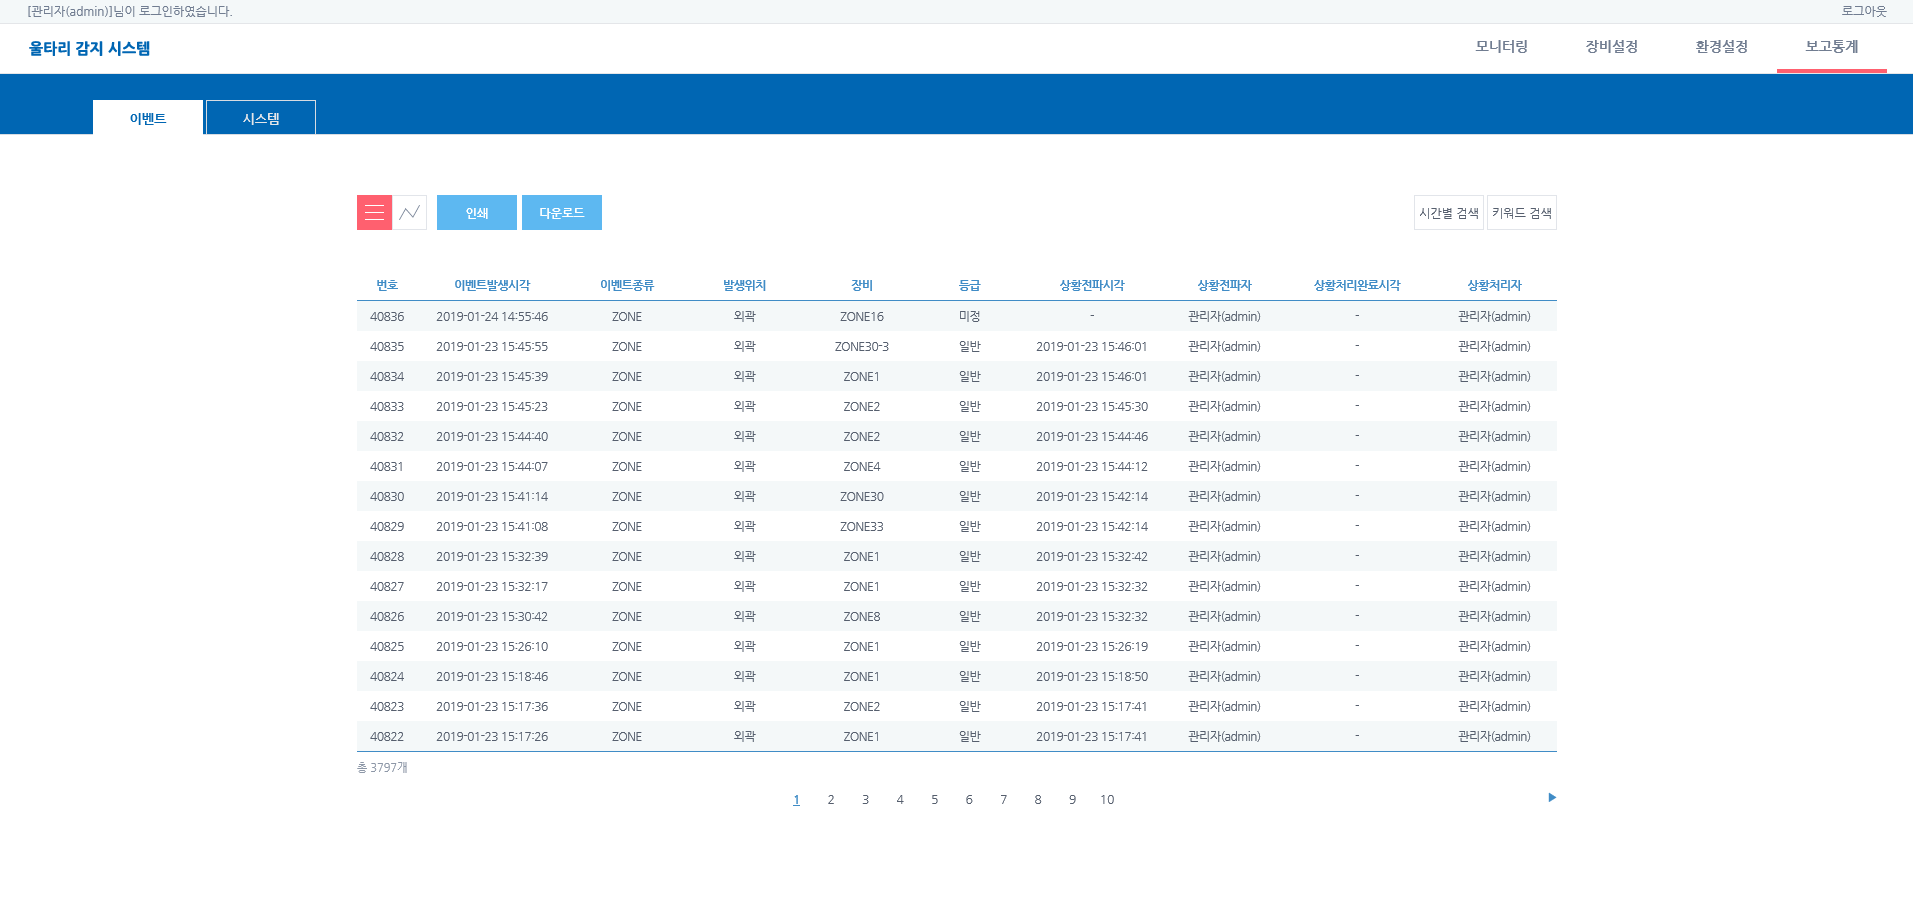 [관리자(admin)]님이 로그인하였습니다. 로그아웃
울타리 감지 시스템 모니터링 장비설정 환경설정 보고통계
이벤트 시스템
인쇄 다운로드 시간별 검색 키워드 검색
번호 이벤트발생시각 이벤트종류 발생위치 장비 등급 상황전파시각 상황전파자 상황처리완료시각 상황처리자
40836 2019-01-24 14:55:46 ZONE 외곽 ZONE16 미정 - 관리자(admin) - 관리자(admin)
40835 2019-01-23 15:45:55 ZONE 외곽 ZONE30-3 일반 2019-01-23 15:46:01 관리자(admin) - 관리자(admin)
40834 2019-01-23 15:45:39 ZONE 외곽 ZONE1 일반 2019-01-23 15:46:01 관리자(admin) - 관리자(admin)
40833 2019-01-23 15:45:23 ZONE 외곽 ZONE2 일반 2019-01-23 15:45:30 관리자(admin) - 관리자(admin)
40832 2019-01-23 15:44:40 ZONE 외곽 ZONE2 일반 2019-01-23 15:44:46 관리자(admin) - 관리자(admin)
40831 2019-01-23 15:44:07 ZONE 외곽 ZONE4 일반 2019-01-23 15:44:12 관리자(admin) - 관리자(admin)
40830 2019-01-23 15:41:14 ZONE 외곽 ZONE30 일반 2019-01-23 15:42:14 관리자(admin) - 관리자(admin)
40829 2019-01-23 15:41:08 ZONE 외곽 ZONE33 일반 2019-01-23 15:42:14 관리자(admin) - 관리자(admin)
40828 2019-01-23 15:32:39 ZONE 외곽 ZONE1 일반 2019-01-23 15:32:42 관리자(admin) - 관리자(admin)
40827 2019-01-23 15:32:17 ZONE 외곽 ZONE1 일반 2019-01-23 15:32:32 관리자(admin) - 관리자(admin)
40826 2019-01-23 15:30:42 ZONE 외곽 ZONE8 일반 2019-01-23 15:32:32 관리자(admin) - 관리자(admin)
40825 2019-01-23 15:26:10 ZONE 외곽 ZONE1 일반 2019-01-23 15:26:19 관리자(admin) - 관리자(admin)
40824 2019-01-23 15:18:46 ZONE 외곽 ZONE1 일반 2019-01-23 15:18:50 관리자(admin) - 관리자(admin)
40823 2019-01-23 15:17:36 ZONE 외곽 ZONE2 일반 2019-01-23 15:17:41 관리자(admin) - 관리자(admin)
40822 2019-01-23 15:17:26 ZONE 외곽 ZONE1 일반 2019-01-23 15:17:41 관리자(admin) - 관리자(admin)
총 3797개
1 2 3 4 5 6 7 8 9 10